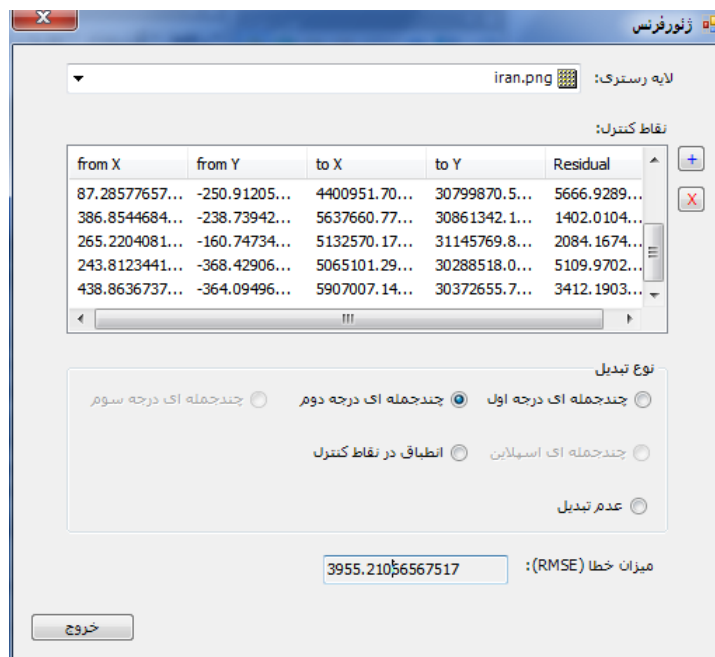 ژئورفرنس
لایه رستری: iran.png
نقاط کنترل:
from X from Y to X to Y Residual
87.28577657... -250.91205... 4400951.70... 30799870.5... 5666.9289...
386.8544684... -238.73942... 5637660.77... 30861342.1... 1402.0104...
265.2204081... -160.74734... 5132570.17... 31145769.8... 2084.1674...
243.8123441... -368.42906... 5065101.29... 30288518.0... 5109.9702...
438.8636737... -364.09496... 5907007.14... 30372655.7... 3412.1903...
نوع تبدیل
چندجمله ای درجه اول چندجمله ای درجه دوم چندجمله ای درجه سوم
چندجمله ای اسپلاین انطباق در نقاط کنترل
عدم تبدیل
میزان خطا (RMSE): 3955.21056567517
خروج